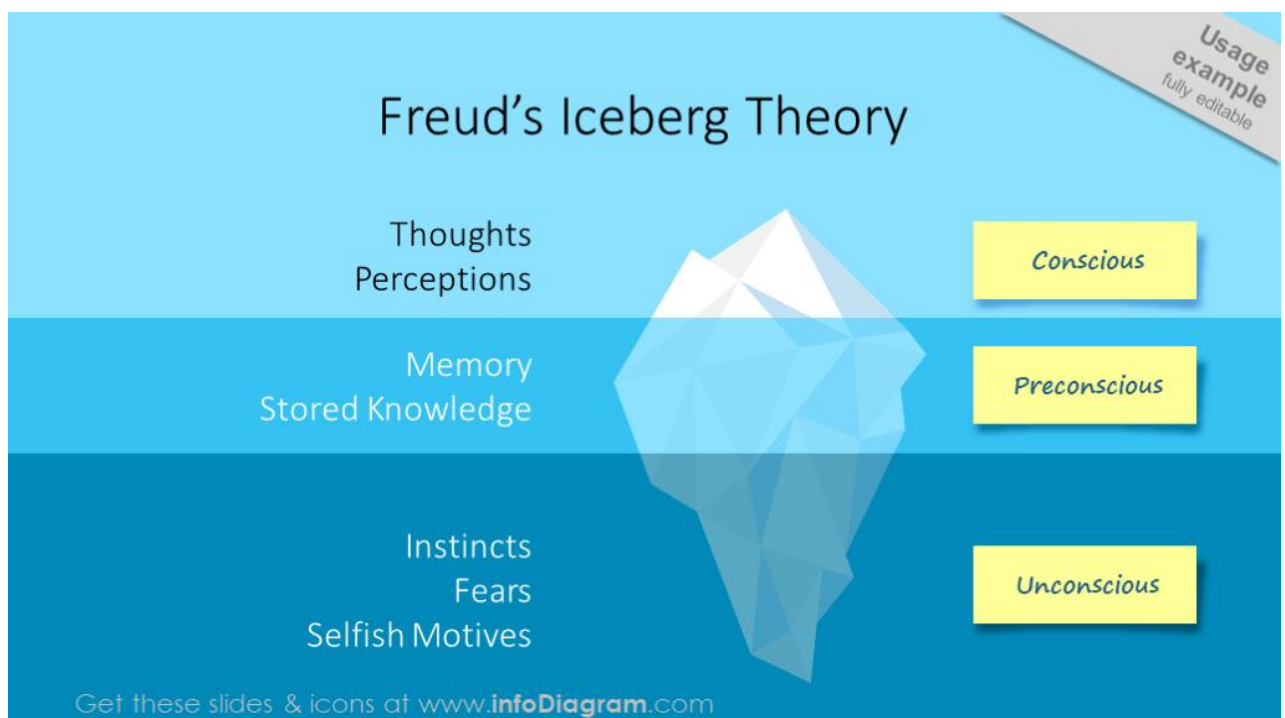 Usage
example
fully editable
Freud's Iceberg Theory
Thoughts
Perceptions
Conscious
Memory
Stored Knowledge
Preconscious
Instincts
Fears
Selfish Motives
Unconscious
Get these slides & icons at www.infoDiagram.com